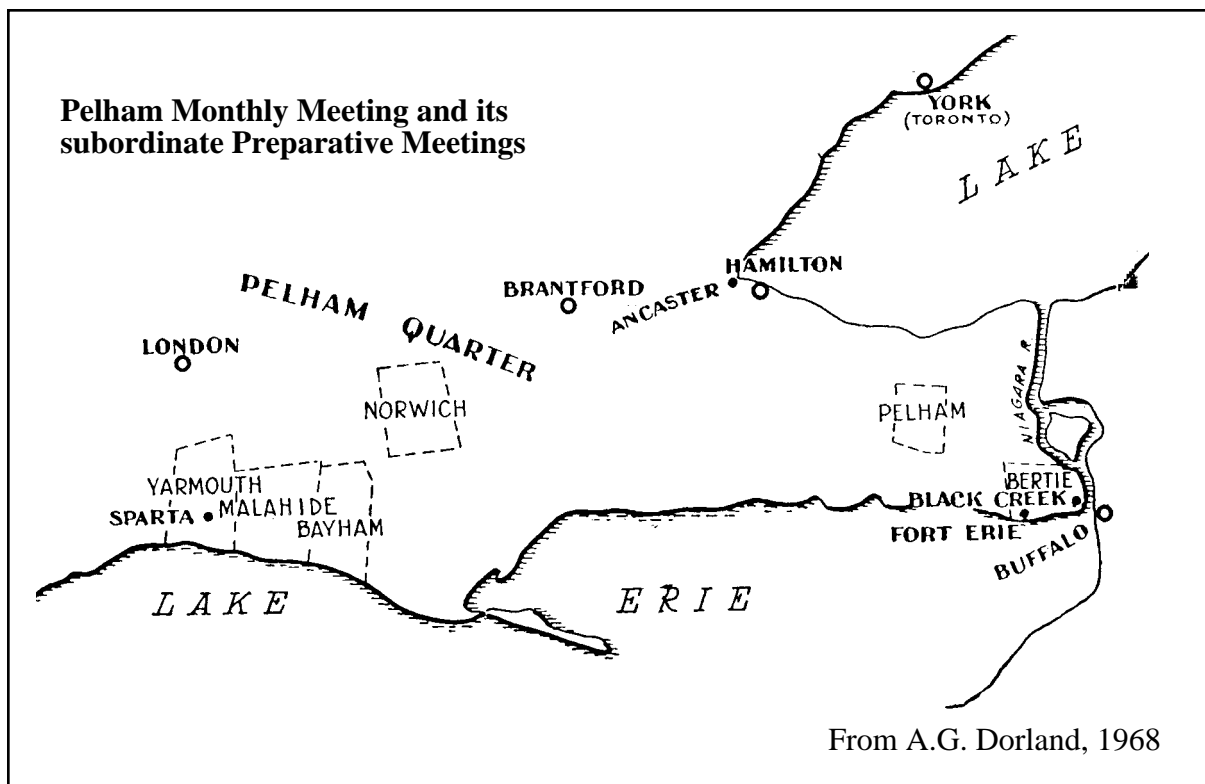 Pelham Monthly Meeting and its
subordinate Preparative Meetings
YORK
(TORONTO)
LAKE
HAMILTON
ANCASTER
BRANTFORD
PELHAM QUARTER
LONDON
NORWICH
PELHAM
NIAGARA R.
YARMOUTH
MALAHIDE
BAYHAM
SPARTA
BERTIE
BLACK CREEK
FORT ERIE
BUFFALO
LAKE ERIE
From A.G. Dorland, 1968